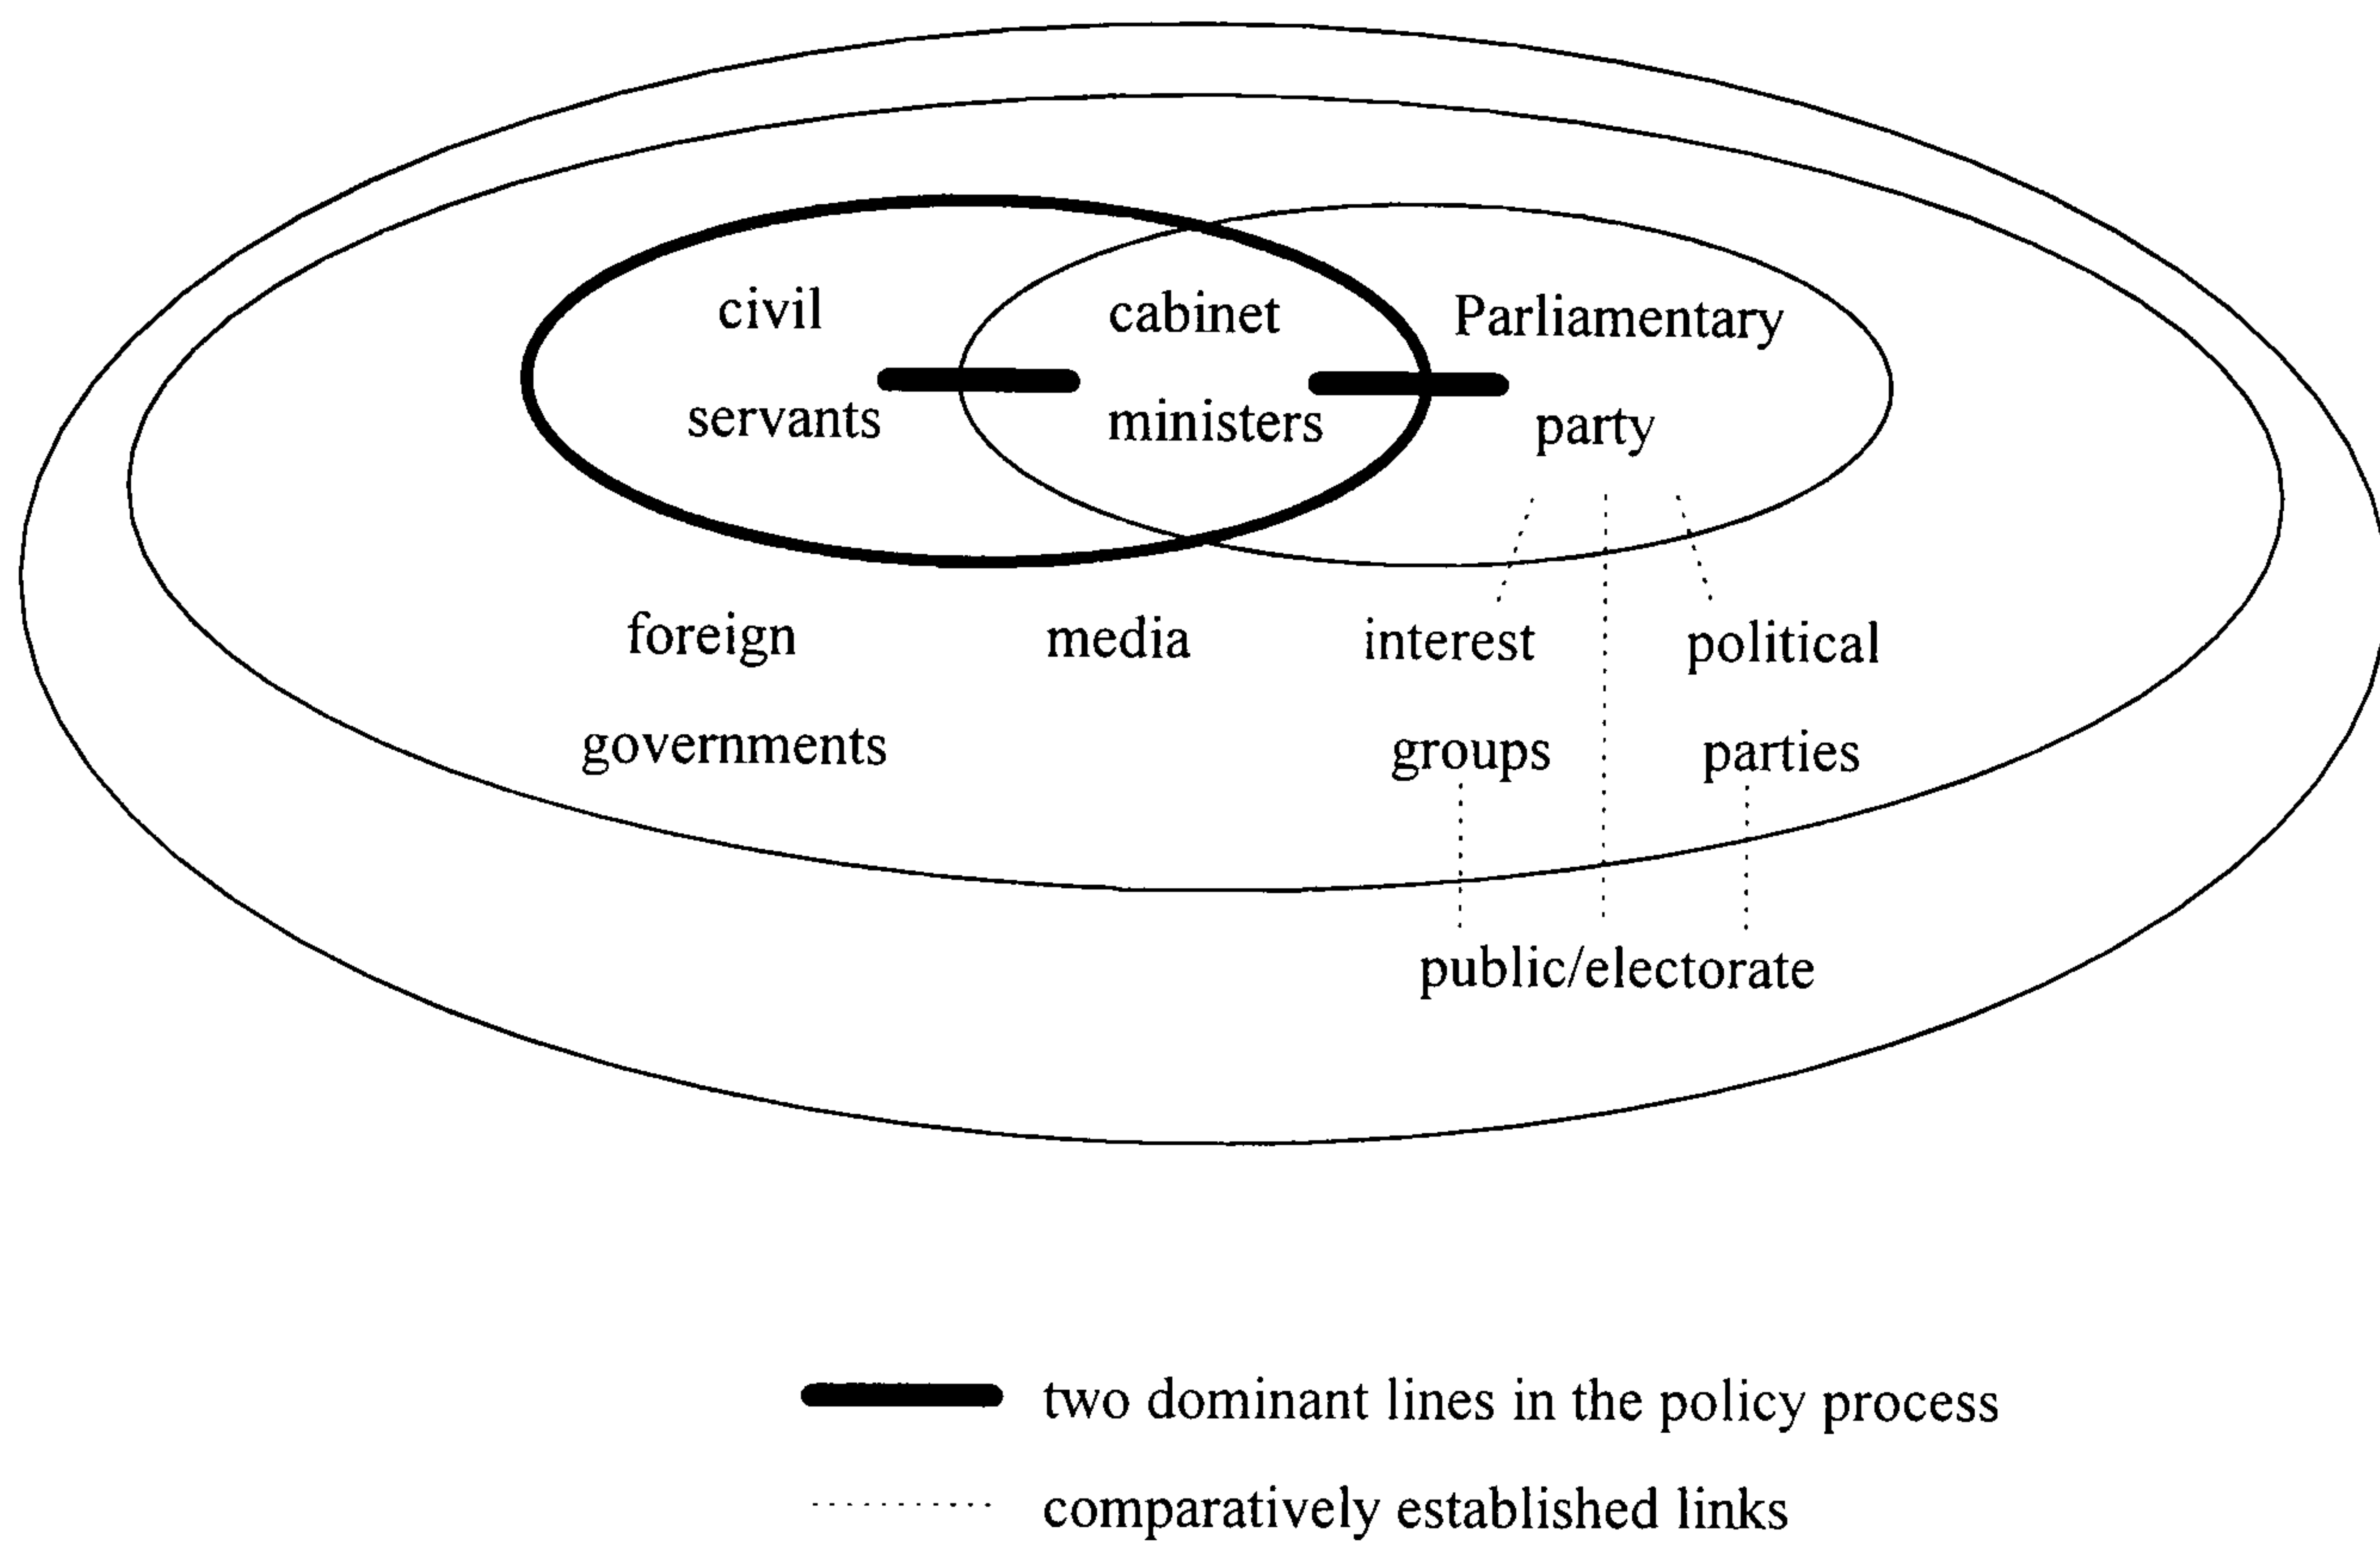 civil cabinet Parliamentary
servants ministers party
foreign media interest political
governments groups parties
public/electorate
two dominant lines in the policy process
comparatively established links